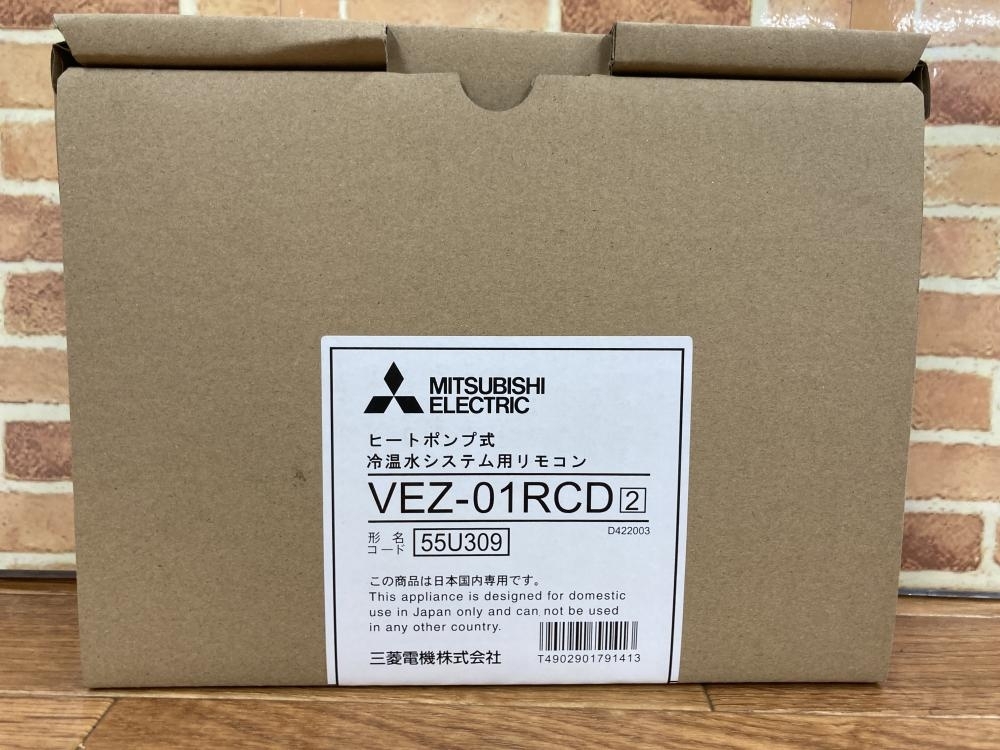 MITSUBISHI
ELECTRIC
ヒートポンプ式
冷温水システム用リモコン
VEZ-01RCD 2
D422003
形名
コード 55U309
この商品は日本国内専用です。
This appliance is designed for domestic
use in Japan only and can not be used
in any other country.
三菱電機株式会社
T4902901791413